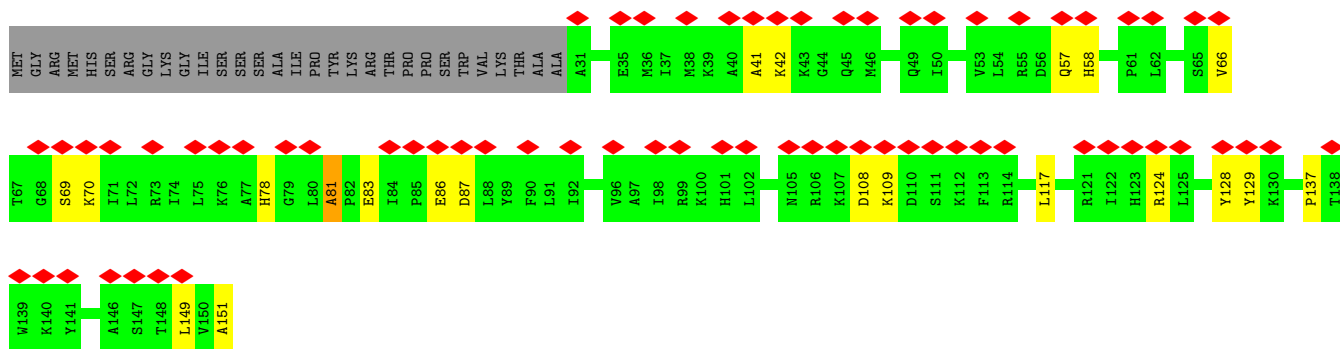 MET GLY ARG MET HIS SER ARG GLY LYS GLY ILE SER SER SER ALA ILE PRO TYR LYS ARG THR PRO PRO SER TRP VAL LYS THR ALA ALA A31 E35 M36 I37 M38 K39 A40 A41 K42 K43 G44 Q45 M46 Q49 I50 V53 L54 R55 D56 Q57 H58 P61 L62 S65 V66
T67 G68 S69 K70 I71 L72 R73 I74 L75 K76 A77 H78 G79 L80 A81 P82 E83 I84 P85 E86 D87 L88 Y89 F90 L91 I92 V96 A97 I98 R99 K100 H101 L102 N105 R106 K107 D108 K109 D110 S111 K112 F113 R114 L117 R121 I122 H123 R124 L125 Y128 Y129 K130 P137 T138
W139 K140 Y141 A146 S147 T148 L149 V150 A151